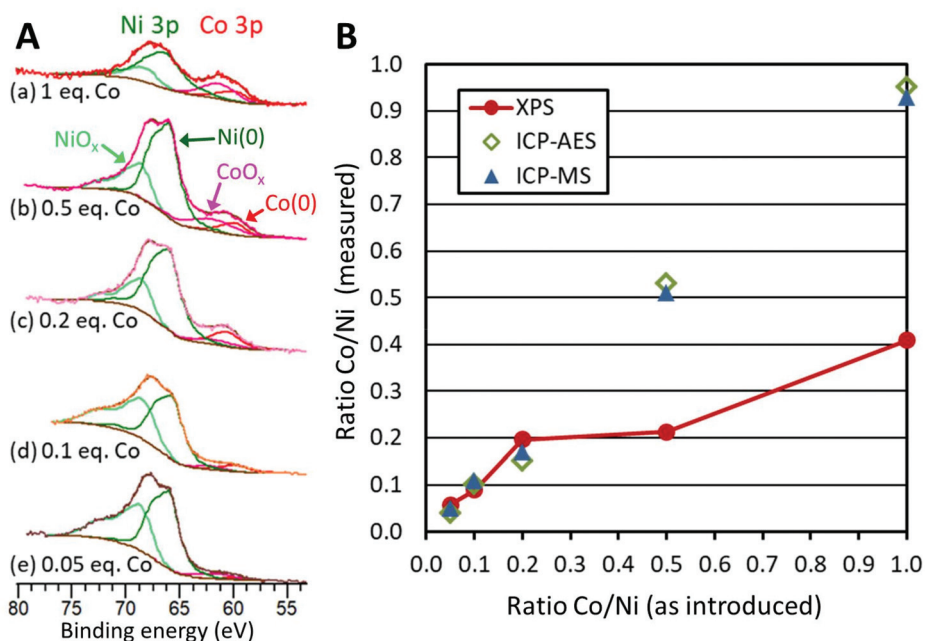 A
Ni 3p Co 3p
(a) 1 eq. Co
NiOₓ
Ni(0)
CoOₓ
Co(0)
(b) 0.5 eq. Co
(c) 0.2 eq. Co
(d) 0.1 eq. Co
(e) 0.05 eq. Co
80 75 70 65 60 55
Binding energy (eV)
B
Ratio Co/Ni (measured)
1.0
0.9
0.8
0.7
0.6
0.5
0.4
0.3
0.2
0.1
0.0
XPS
ICP-AES
ICP-MS
0.0 0.1 0.2 0.3 0.4 0.5 0.6 0.7 0.8 0.9 1.0
Ratio Co/Ni (as introduced)